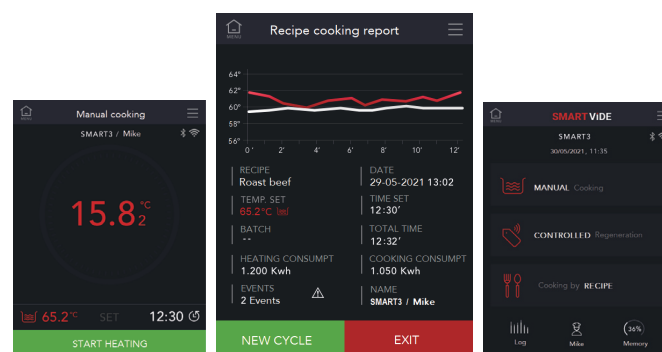 Manual cooking
MENU
SMART3 / Mike
15.82 °C
65.2°C SET 12:30
START HEATING
Recipe cooking report
MENU
64°
62°
60°
58°
56°
0' 2' 4' 6' 8' 10' 12'
RECIPE
Roast beef
DATE
29-05-2021 13:02
TEMP. SET
65.2°C
TIME SET
12:30'
BATCH
--
TOTAL TIME
12:32'
HEATING CONSUMPT
1.200 Kwh
COOKING CONSUMPT
1.050 Kwh
EVENTS
2 Events
NAME
SMART3 / Mike
NEW CYCLE EXIT
SMARTViDE
MENU
SMART3
30/05/2021, 11:35
MANUAL Cooking
CONTROLLED Regeneration
Cooking by RECIPE
36%
Log Mike Memory